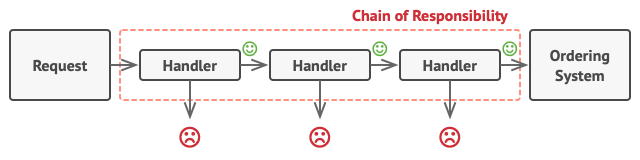 Chain of Responsibility
Request
Handler
Handler
Handler
Ordering
System